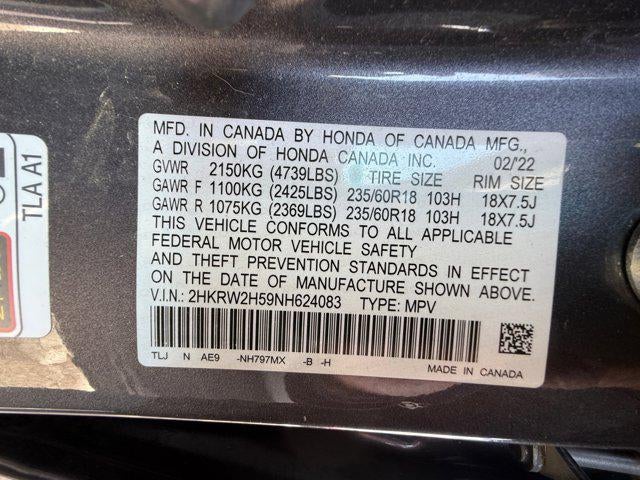 MFD. IN CANADA BY HONDA OF CANADA MFG.,
A DIVISION OF HONDA CANADA INC. 02/'22
GVWR 2150KG (4739LBS) TIRE SIZE RIM SIZE
GAWR F 1100KG (2425LBS) 235/60R18 103H 18X7.5J
GAWR R 1075KG (2369LBS) 235/60R18 103H 18X7.5J
THIS VEHICLE CONFORMS TO ALL APPLICABLE
FEDERAL MOTOR VEHICLE SAFETY
AND THEFT PREVENTION STANDARDS IN EFFECT
ON THE DATE OF MANUFACTURE SHOWN ABOVE.
V.I.N.: 2HKRW2H59NH624083 TYPE: MPV
TLJ N AE9 -NH797MX -B -H
MADE IN CANADA
TLA A1